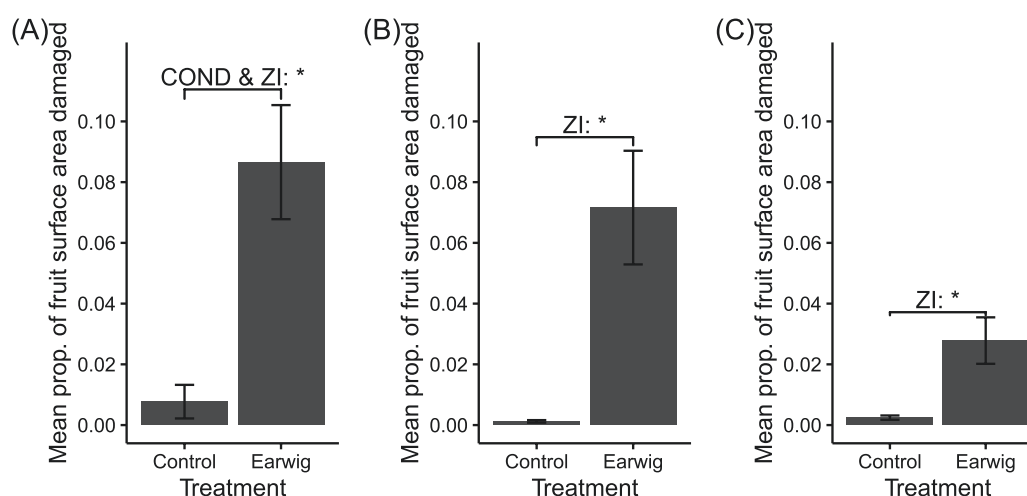 (A)
Mean prop. of fruit surface area damaged
COND & ZI: *
0.10
0.08
0.06
0.04
0.02
0.00
Control Earwig
Treatment
(B)
Mean prop. of fruit surface area damaged
ZI: *
0.10
0.08
0.06
0.04
0.02
0.00
Control Earwig
Treatment
(C)
Mean prop. of fruit surface area damaged
ZI: *
0.10
0.08
0.06
0.04
0.02
0.00
Control Earwig
Treatment